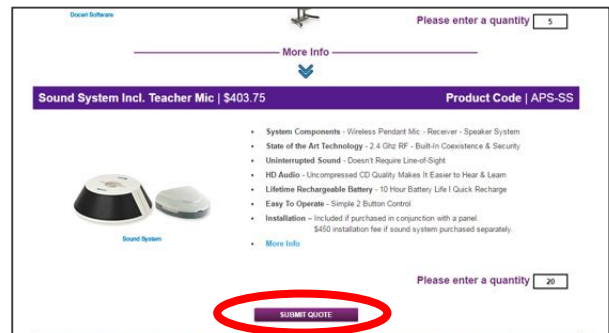 Doceri Software
Please enter a quantity 5
More Info
Sound System Incl. Teacher Mic | $403.75 Product Code | APS-SS
• System Components - Wireless Pendant Mic - Receiver - Speaker System
• State of the Art Technology - 2.4 Ghz RF - Built-In Coexistence & Security
• Uninterrupted Sound - Doesn't Require Line-of-Sight
• HD Audio - Uncompressed CD Quality Makes It Easier to Hear & Learn
• Lifetime Rechargeable Battery - 10 Hour Battery Life I Quick Recharge
• Easy To Operate - Simple 2 Button Control
• Installation – Included if purchased in conjunction with a panel.
$450 installation fee if sound system purchased separately.
• More Info
Sound System
Please enter a quantity 20
SUBMIT QUOTE